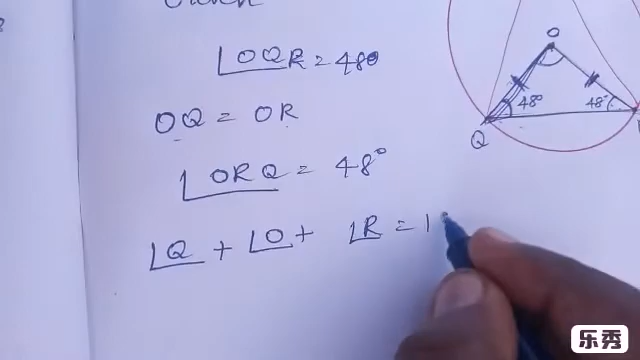 ∠OQR = 48°
OQ = OR
∠ORQ = 48°
∠Q + ∠O + ∠R = 1
O
48°
48°
Q
乐秀